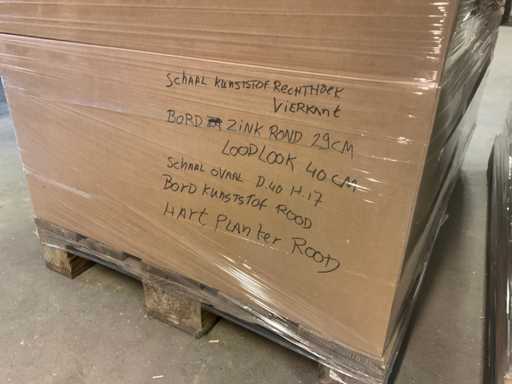 SCHAAL KUNSTSTOF RECHTHOEK
VIERKANT
BORD ZINK ROND 29CM
LOODLOOK 40 CM
SCHAAL OVAAL D.40 H.17
BORD KUNSTSTOF ROOD
HART PLANTER ROOD